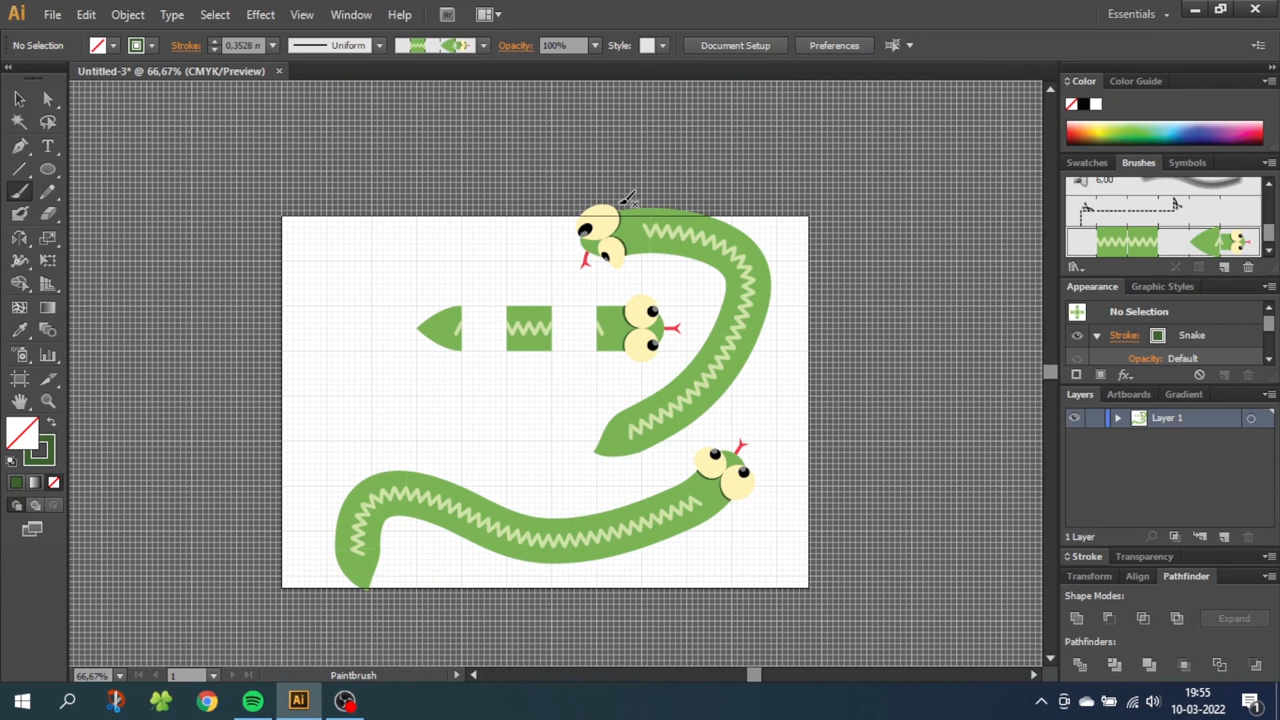 Ai File Edit Object Type Select Effect View Window Help Br Essentials
No Selection Stroke: 0,3528 m Uniform Opacity: 100% Style: Document Setup Preferences
Untitled-3* @ 66,67% (CMYK/Preview)
Color Color Guide
Swatches Brushes Symbols
6,00
Appearance Graphic Styles
No Selection
Stroke: Snake
Opacity: Default
Layers Artboards Gradient
Layer 1
1 Layer
Stroke Transparency
Transform Align Pathfinder
Shape Modes:
Expand
Pathfinders:
66,67% 1 Paintbrush
Ai 19:55
10-03-2022 1